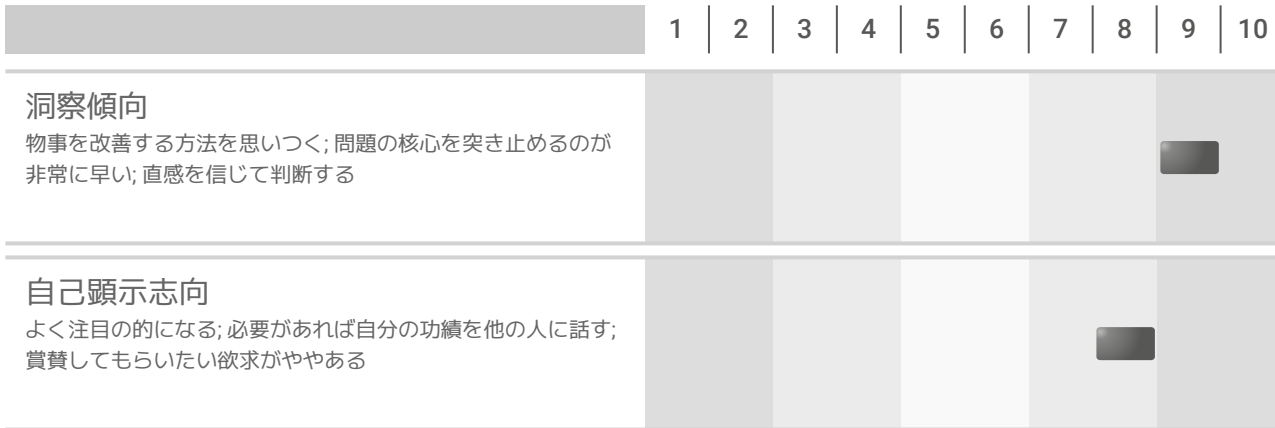 1 2 3 4 5 6 7 8 9 10
洞察傾向
物事を改善する方法を思いつく; 問題の核心を突き止めるのが
非常に早い; 直感を信じて判断する
自己顕示志向
よく注目の的になる; 必要があれば自分の功績を他の人に話す;
賞賛してもらいたい欲求がややある